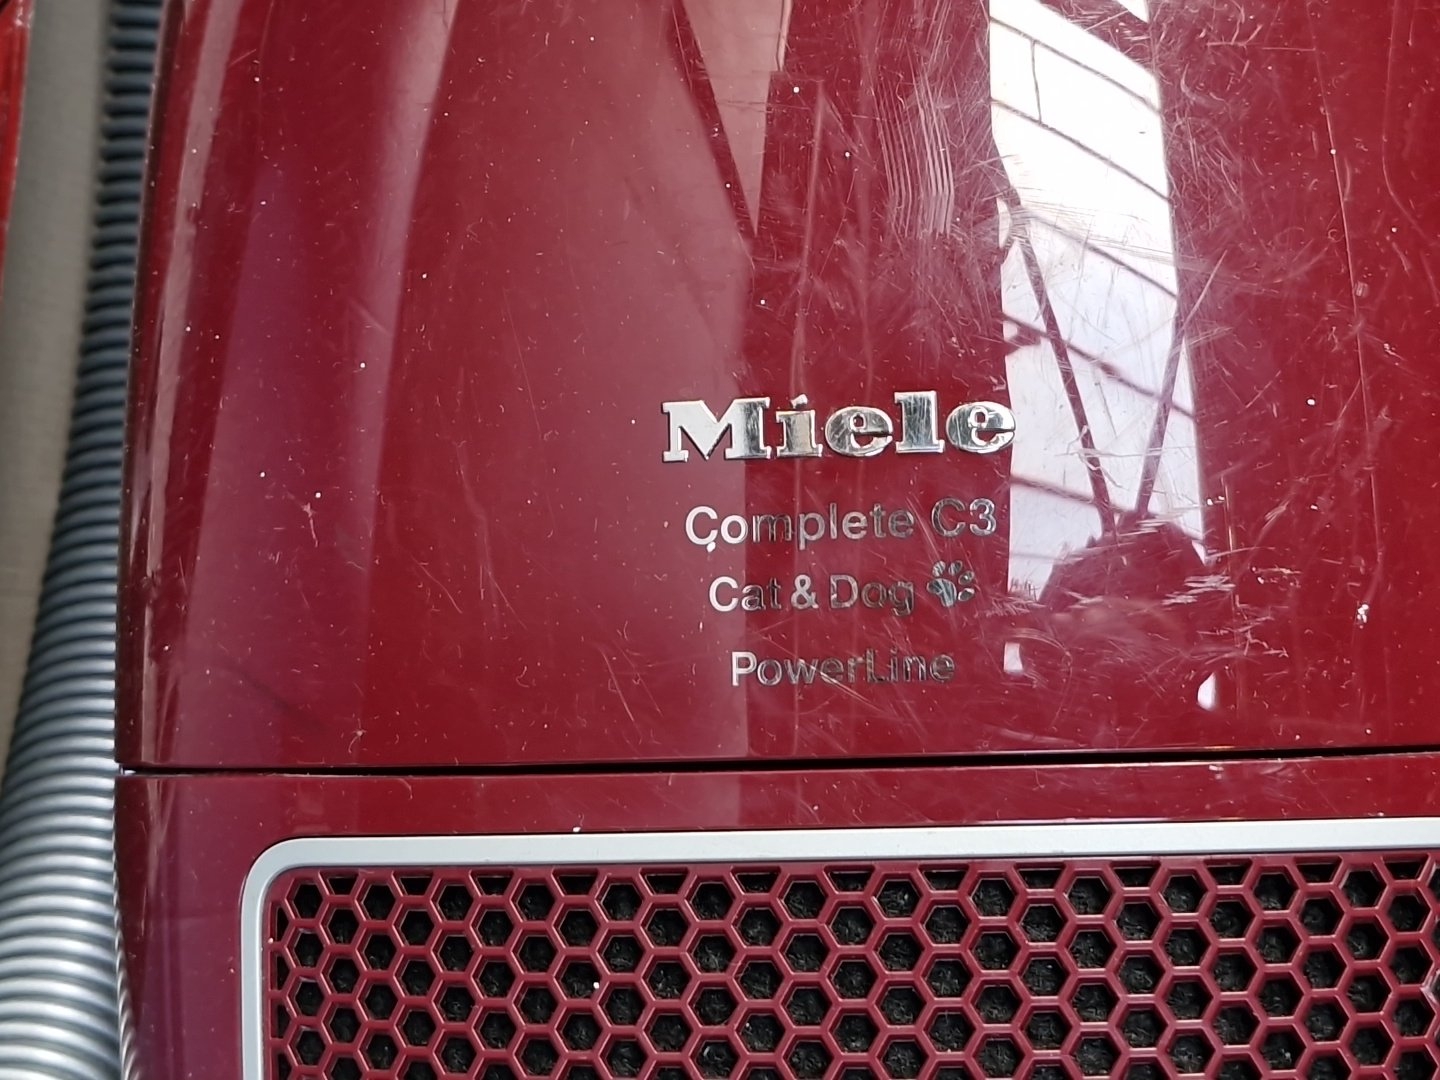 Miele
Complete C3
Cat & Dog
PowerLine